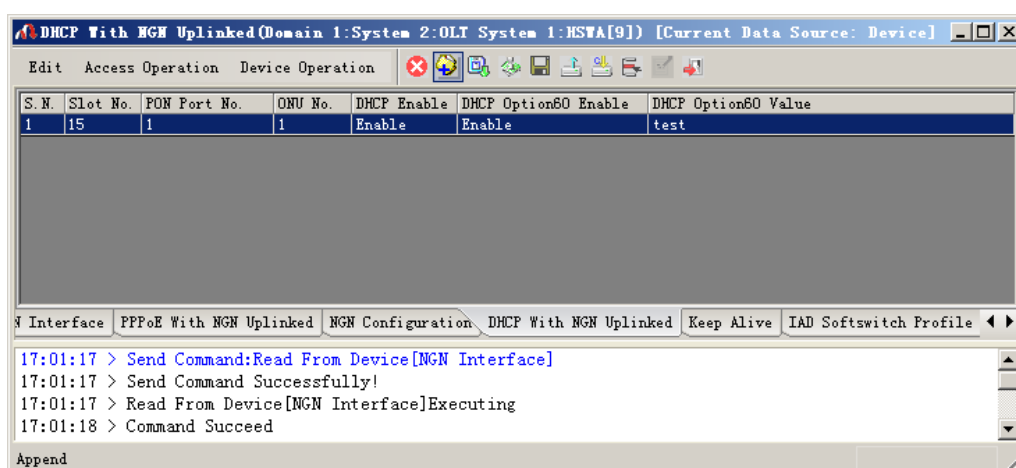 DHCP With NGN Uplinked(Domain 1:System 2:OLT System 1:HSWA[9]) [Current Data Source: Device]
Edit Access Operation Device Operation
S.N. Slot No. PON Port No. ONU No. DHCP Enable DHCP Option60 Enable DHCP Option60 Value
1 15 1 1 Enable Enable test
N Interface PPPoE With NGN Uplinked NGN Configuration DHCP With NGN Uplinked Keep Alive IAD Softswitch Profile
17:01:17 > Send Command:Read From Device[NGN Interface]
17:01:17 > Send Command Successfully!
17:01:17 > Read From Device[NGN Interface]Executing
17:01:18 > Command Succeed
Append